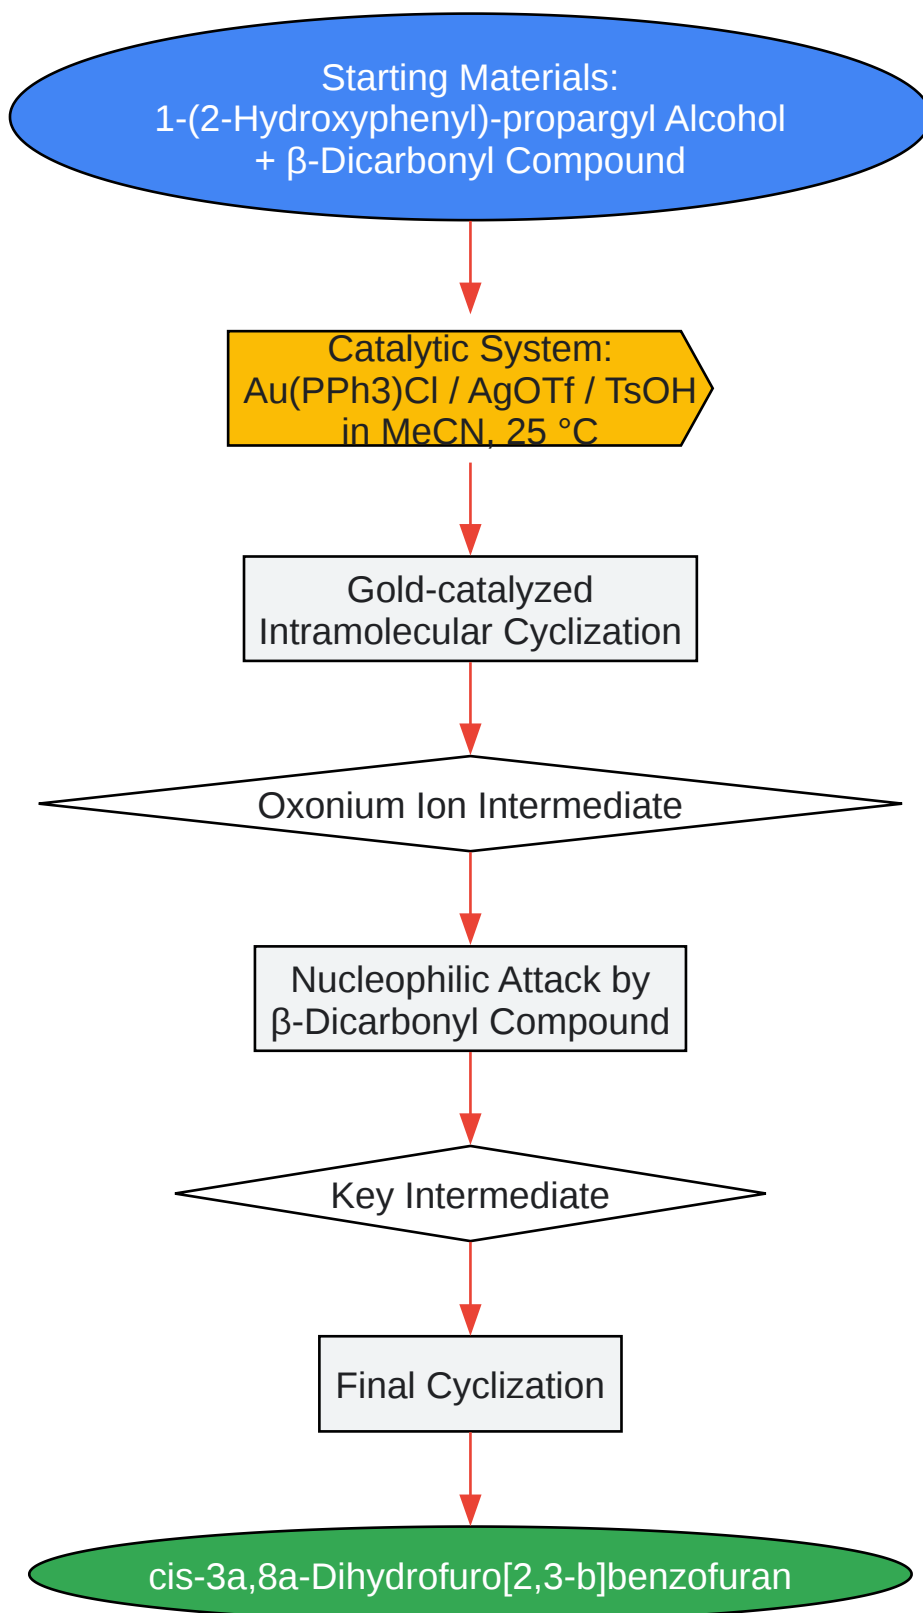 Starting Materials:
1-(2-Hydroxyphenyl)-propargyl Alcohol
+ β-Dicarbonyl Compound
Catalytic System:
Au(PPh3)Cl / AgOTf / TsOH
in MeCN, 25 °C
Gold-catalyzed
Intramolecular Cyclization
Oxonium Ion Intermediate
Nucleophilic Attack by
β-Dicarbonyl Compound
Key Intermediate
Final Cyclization
cis-3a,8a-Dihydrofuro[2,3-b]benzofuran